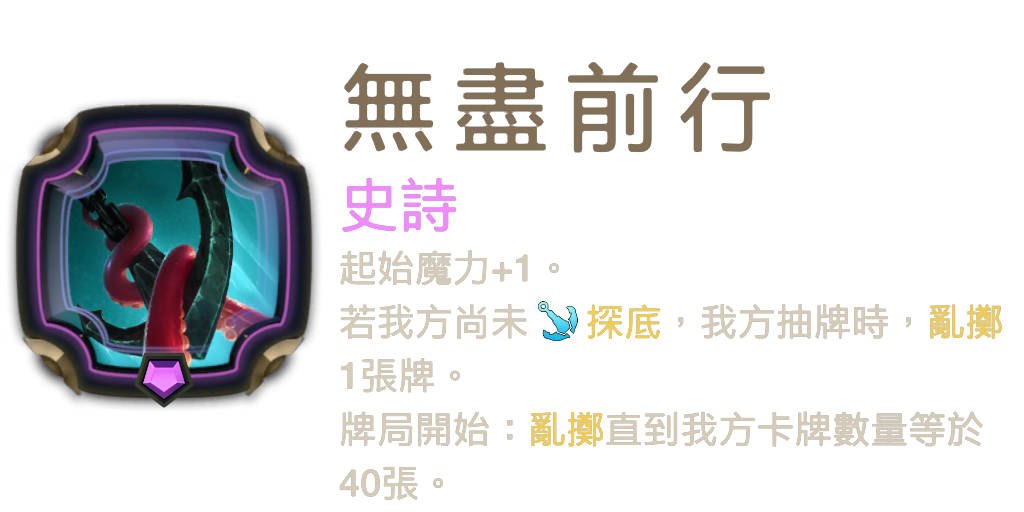 無盡前行
史詩
起始魔力+1。
若我方尚未探底，我方抽牌時，亂擲
1張牌。
牌局開始：亂擲直到我方卡牌數量等於
40張。